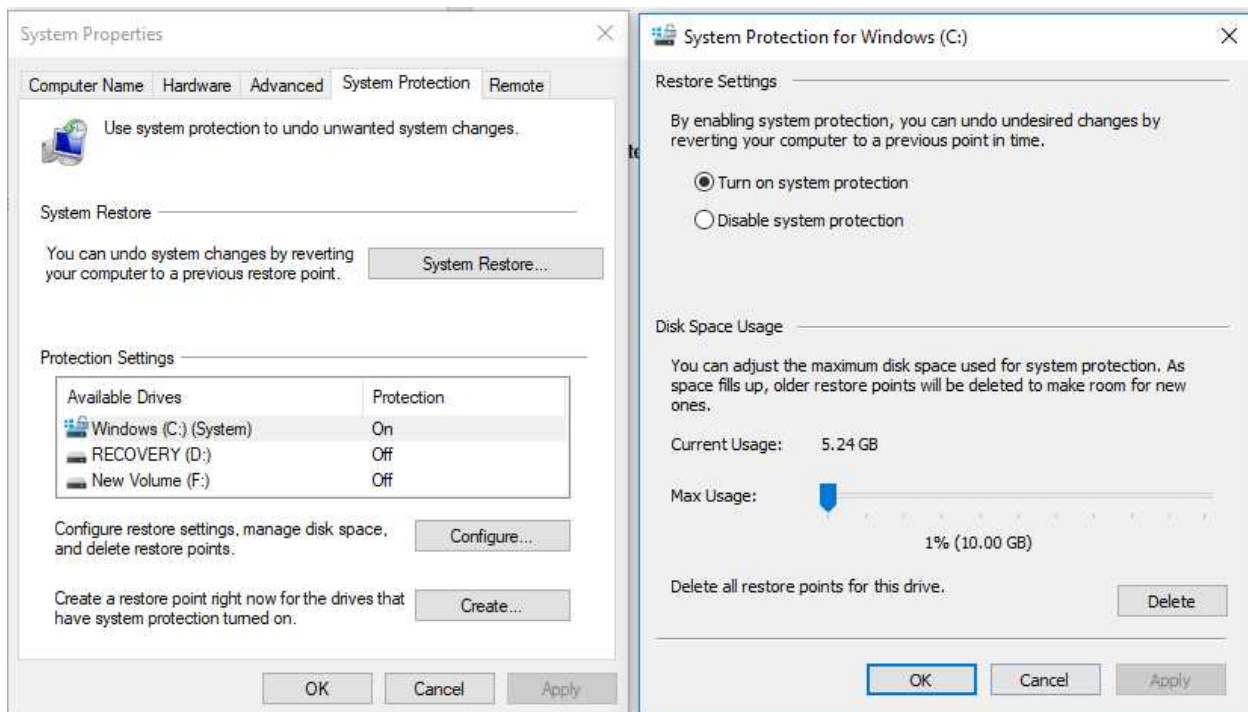 System Properties
Computer Name Hardware Advanced System Protection Remote
Use system protection to undo unwanted system changes.
System Restore
You can undo system changes by reverting
your computer to a previous restore point.
System Restore...
Protection Settings
Available Drives Protection
Windows (C:) (System) On
RECOVERY (D:) Off
New Volume (F:) Off
Configure restore settings, manage disk space,
and delete restore points.
Configure...
Create a restore point right now for the drives that
have system protection turned on.
Create...
OK Cancel Apply
te
System Protection for Windows (C:)
Restore Settings
By enabling system protection, you can undo undesired changes by
reverting your computer to a previous point in time.
Turn on system protection
Disable system protection
Disk Space Usage
You can adjust the maximum disk space used for system protection. As
space fills up, older restore points will be deleted to make room for new
ones.
Current Usage: 5.24 GB
Max Usage:
1% (10.00 GB)
Delete all restore points for this drive.
Delete
OK Cancel Apply